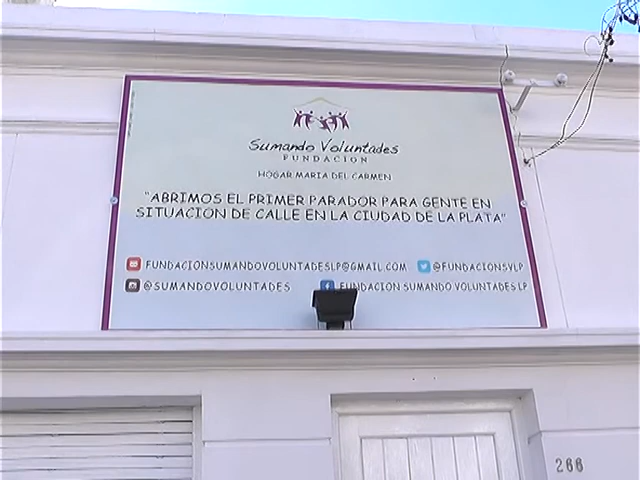 Sumando Voluntades
FUNDACION
HOGAR MARIA DEL CARMEN
"ABRIMOS EL PRIMER PARADOR PARA GENTE EN
SITUACION DE CALLE EN LA CIUDAD DE LA PLATA"
FUNDACIONSUMANDOVOLUNTADESLP@GMAIL.COM @FUNDACIONSVLP
@SUMANDOVOLUNTADES FUNDACION SUMANDO VOLUNTADES LP
266